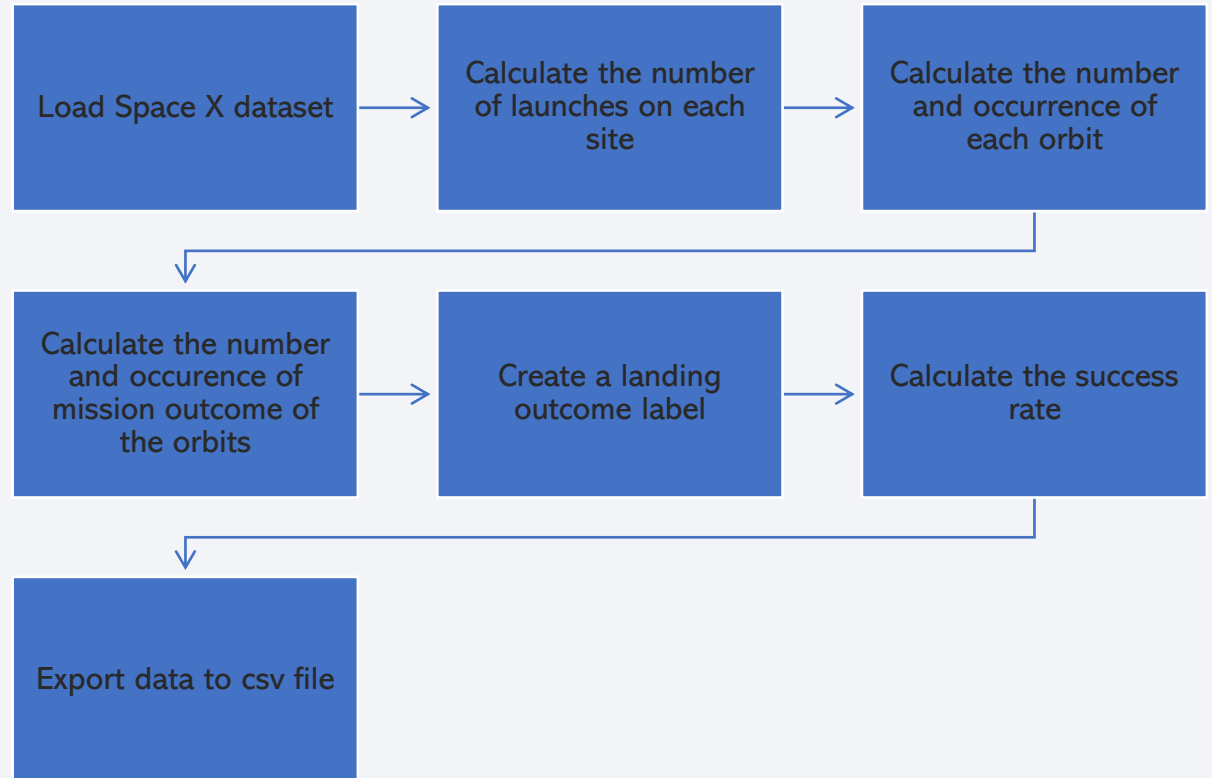 Load Space X dataset
Calculate the number
of launches on each
site
Calculate the number
and occurrence of
each orbit
Calculate the number
and occurence of
mission outcome of
the orbits
Create a landing
outcome label
Calculate the success
rate
Export data to csv file